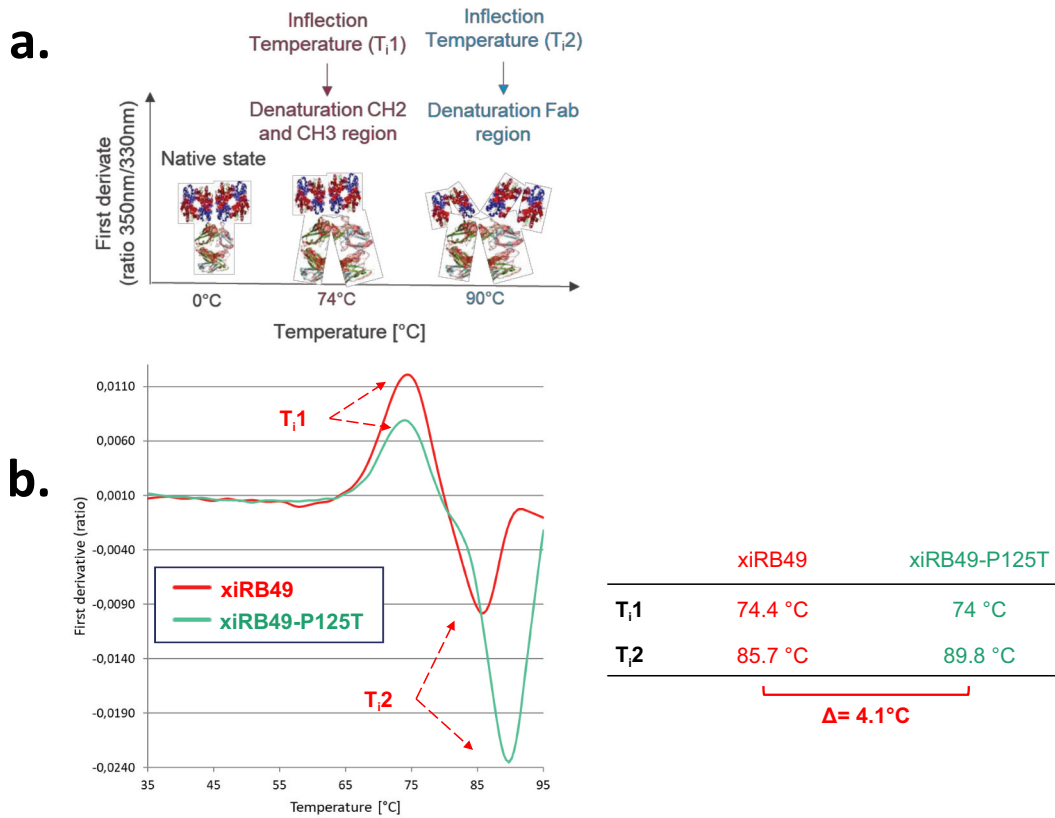 a.
Inflection
Temperature (Ti1)
Inflection
Temperature (Ti2)
Denaturation CH2
and CH3 region
Denaturation Fab
region
Native state
First derivate
(ratio 350nm/330nm)
0°C
74°C
90°C
Temperature [°C]
b.
First derivative (ratio)
0,0110
0,0060
0,0010
-0,0040
-0,0090
-0,0140
-0,0190
-0,0240
Ti1
xiRB49
xiRB49-P125T
Ti2
35
45
55
65
75
85
95
Temperature [°C]
xiRB49 xiRB49-P125T
Ti1 74.4 °C 74 °C
Ti2 85.7 °C 89.8 °C
Δ= 4.1°C